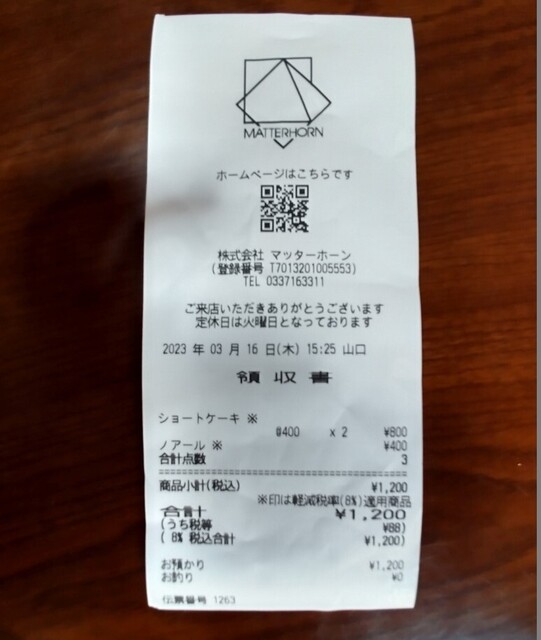 MATTERHORN
ホームページはこちらです
株式会社 マッターホーン
(登録番号 T7013201005553)
TEL 0337163311
ご来店いただきありがとうございます
定休日は火曜日となっております
2023 年 03 月 16 日(木) 15:25 山口
領 収 書
ショートケーキ ※
@400 x 2 ¥800
ノアール ※ ¥400
合計点数 3
商品小計(税込) ¥1,200
※印は軽減税率(8%)適用商品
合計 ¥1,200
(うち税等 ¥88)
( 8% 税込合計 ¥1,200)
お預かり ¥1,200
お釣り ¥0
伝票番号 1263